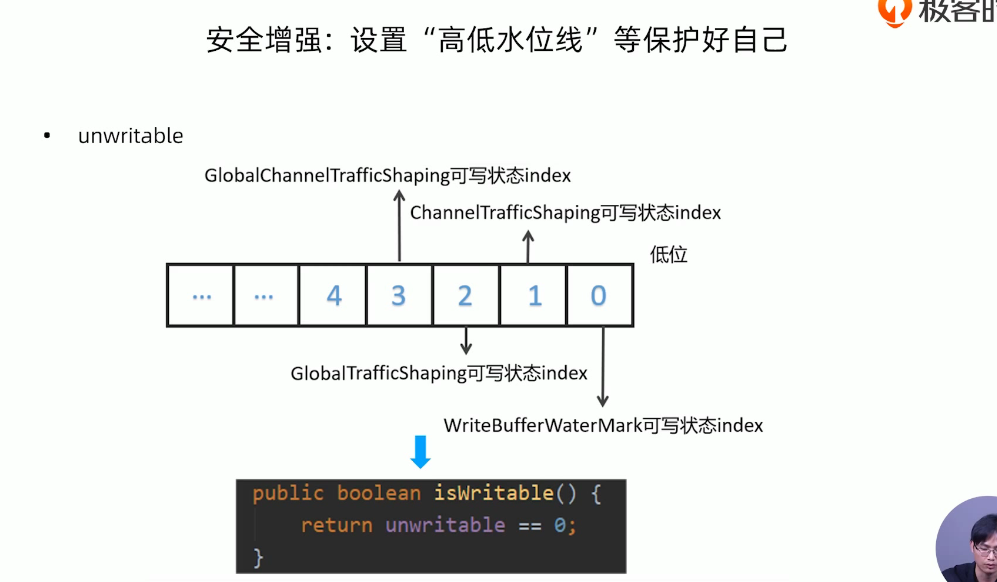 极客时
安全增强：设置“高低水位线”等保护好自己
• unwritable
GlobalChannelTrafficShaping可写状态index
ChannelTrafficShaping可写状态index
低位
... ... 4 3 2 1 0
GlobalTrafficShaping可写状态index
WriteBufferWaterMark可写状态index
public boolean isWritable() {
return unwritable == 0;
}